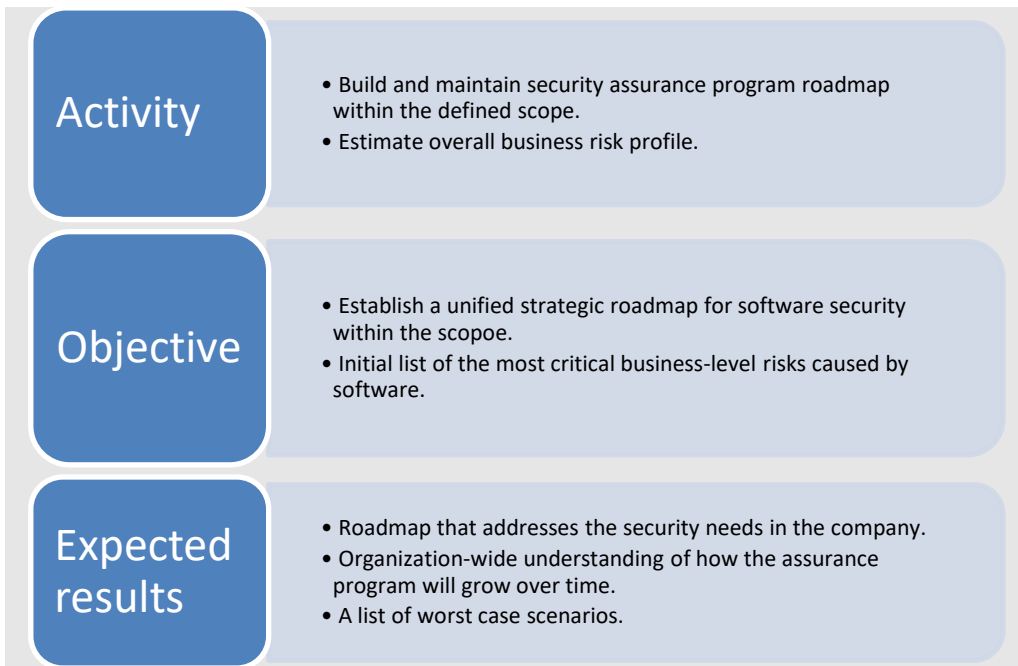 Activity
• Build and maintain security assurance program roadmap
within the defined scope.
• Estimate overall business risk profile.
Objective
• Establish a unified strategic roadmap for software security
within the scopoe.
• Initial list of the most critical business-level risks caused by
software.
Expected
results
• Roadmap that addresses the security needs in the company.
• Organization-wide understanding of how the assurance
program will grow over time.
• A list of worst case scenarios.